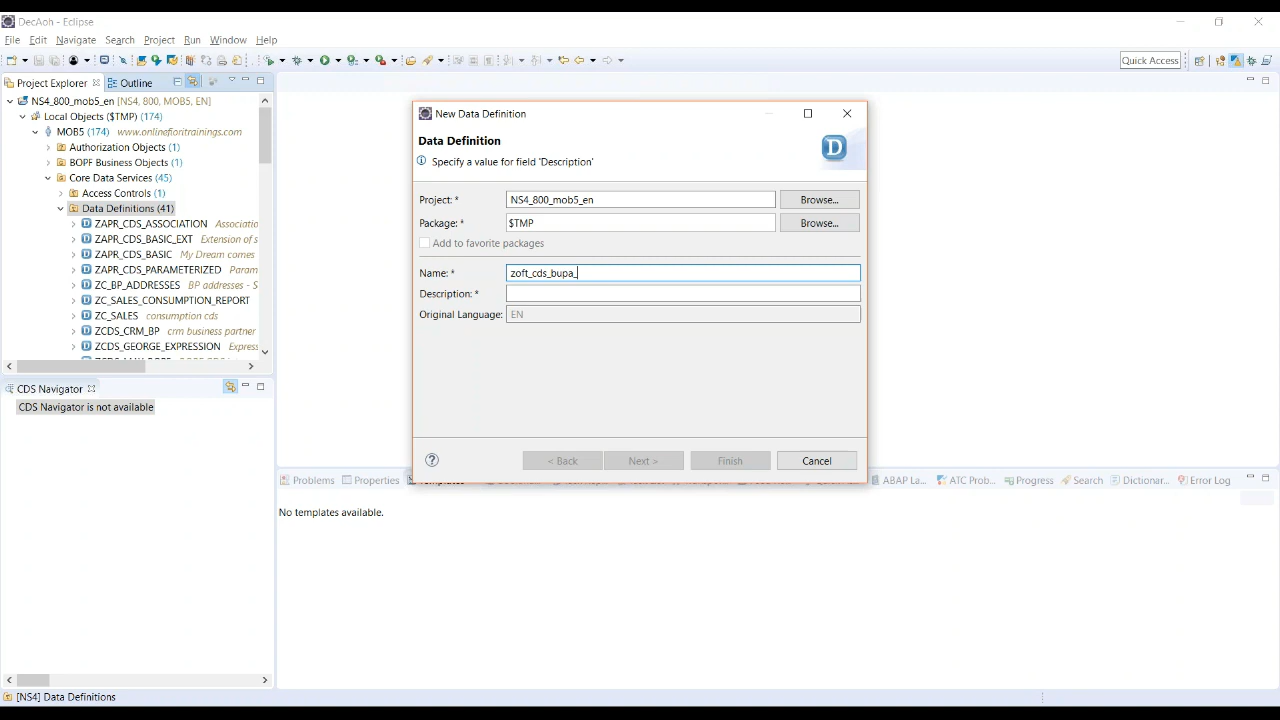 DecAoh - Eclipse
File Edit Navigate Search Project Run Window Help
Quick Access
Project Explorer Outline
NS4_800_mob5_en [NS4, 800, MOB5, EN]
Local Objects ($TMP) (174)
MOB5 (174) www.onlinefioritrainings.com
Authorization Objects (1)
BOPF Business Objects (1)
Core Data Services (45)
Access Controls (1)
Data Definitions (41)
ZAPR_CDS_ASSOCIATION Associatio
ZAPR_CDS_BASIC_EXT Extension of s
ZAPR_CDS_BASIC My Dream comes
ZAPR_CDS_PARAMETERIZED Param
ZC_BP_ADDRESSES BP addresses - S
ZC_SALES_CONSUMPTION_REPORT
ZC_SALES consumption cds
ZCDS_CRM_BP crm business partner
ZCDS_GEORGE_EXPRESSION Express
CDS Navigator
CDS Navigator is not available
New Data Definition
Data Definition
Specify a value for field 'Description'
Project: * NS4_800_mob5_en Browse...
Package: * $TMP Browse...
Add to favorite packages
Name: * zoft_cds_bupa_
Description: *
Original Language: EN
< Back Next > Finish Cancel
Problems Properties ABAP La... ATC Prob... Progress Search Dictionar... Error Log
No templates available.
[NS4] Data Definitions